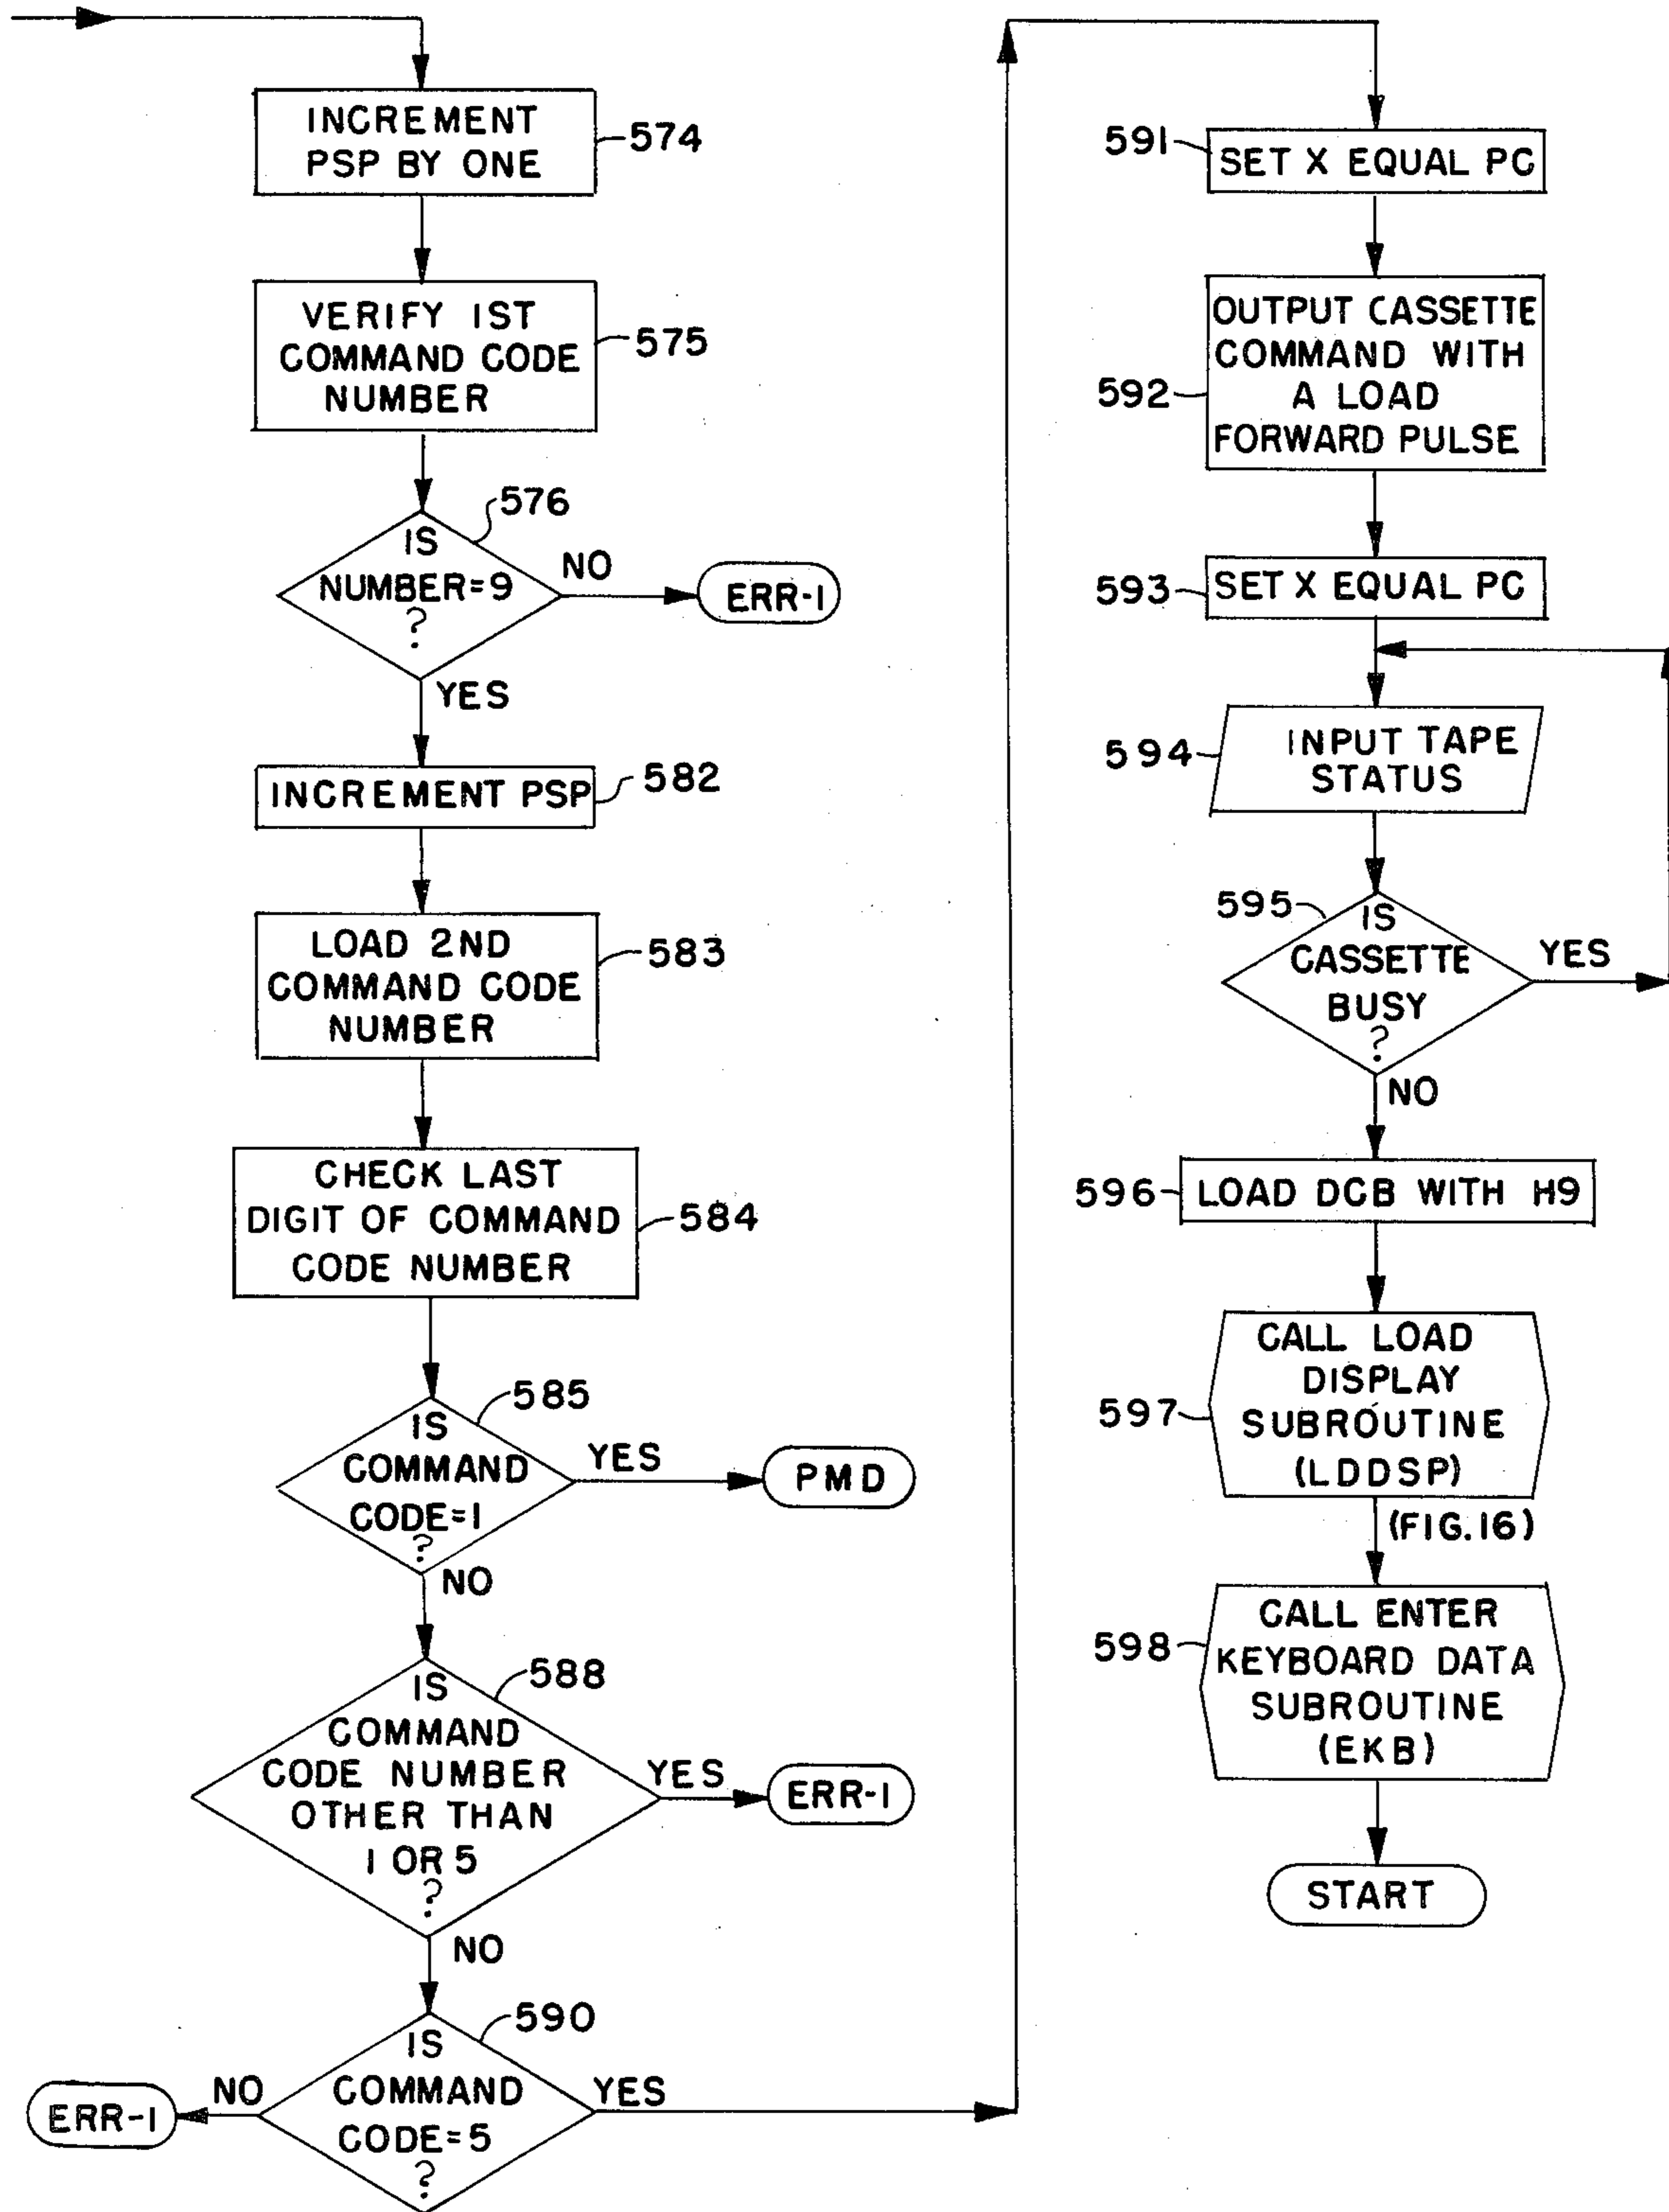 INCREMENT
PSP BY ONE
574
VERIFY 1ST
COMMAND CODE
NUMBER
575
576
IS
NUMBER=9
?
NO
ERR-1
YES
INCREMENT PSP
582
LOAD 2ND
COMMAND CODE
NUMBER
583
CHECK LAST
DIGIT OF COMMAND
CODE NUMBER
584
585
IS
COMMAND
CODE=1
?
YES
PMD
NO
588
IS
COMMAND
CODE NUMBER
OTHER THAN
1 OR 5
?
YES
ERR-1
NO
590
IS
COMMAND
CODE=5
?
NO
ERR-1
YES
591
SET X EQUAL PC
592
OUTPUT CASSETTE
COMMAND WITH
A LOAD
FORWARD PULSE
593
SET X EQUAL PC
594
INPUT TAPE
STATUS
595
IS
CASSETTE
BUSY
?
YES
NO
596
LOAD DCB WITH H9
597
CALL LOAD
DISPLAY
SUBROUTINE
(LDDSP)
(FIG.16)
598
CALL ENTER
KEYBOARD DATA
SUBROUTINE
(EKB)
START